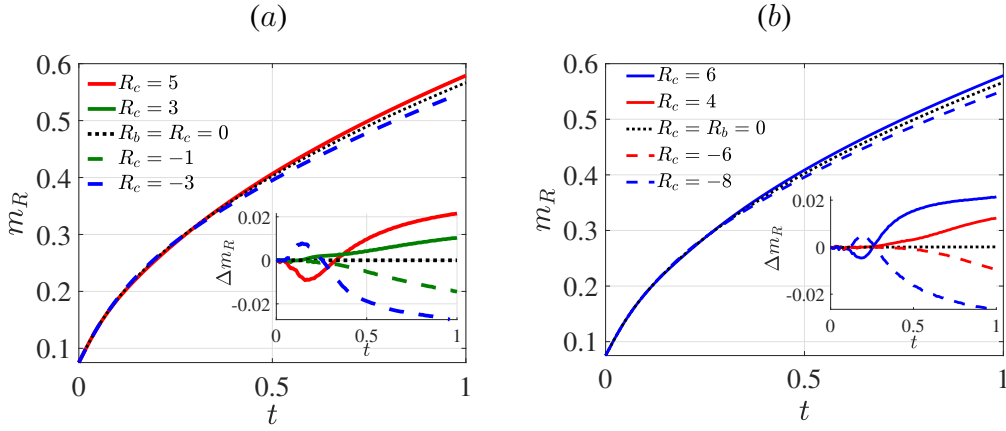 (a)
m_R
0.6
0.5
0.4
0.3
0.2
0.1
R_c = 5
R_c = 3
R_b = R_c = 0
R_c = −1
R_c = −3
Δm_R
0.02
0
-0.02
0
0.5
1
t
0
0.5
1
t
(b)
m_R
0.6
0.5
0.4
0.3
0.2
0.1
R_c = 6
R_c = 4
R_c = R_b = 0
R_c = −6
R_c = −8
Δm_R
0.02
0
-0.02
0
0.5
1
t
0
0.5
1
t